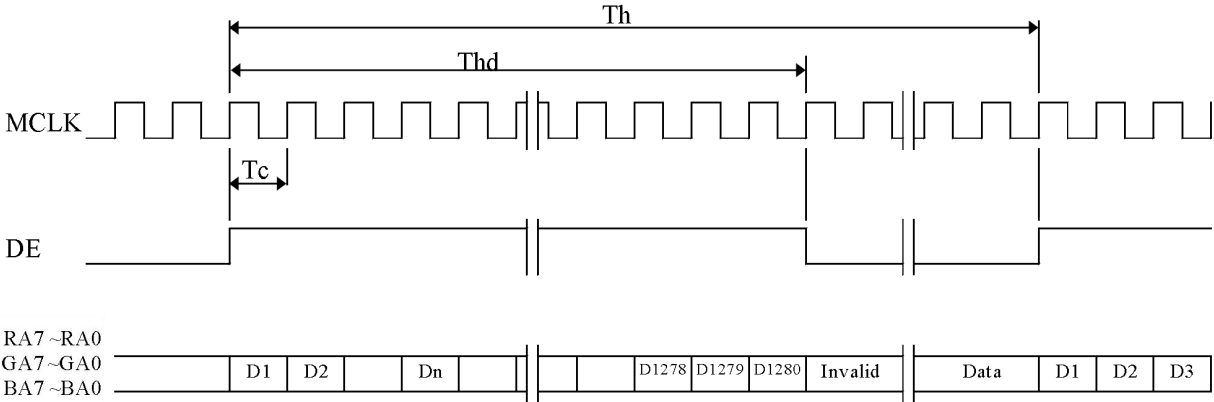 Th
Thd
MCLK
Tc
DE
RA7~RA0
GA7~GA0 D1 D2 Dn D1278 D1279 D1280 Invalid Data D1 D2 D3
BA7~BA0